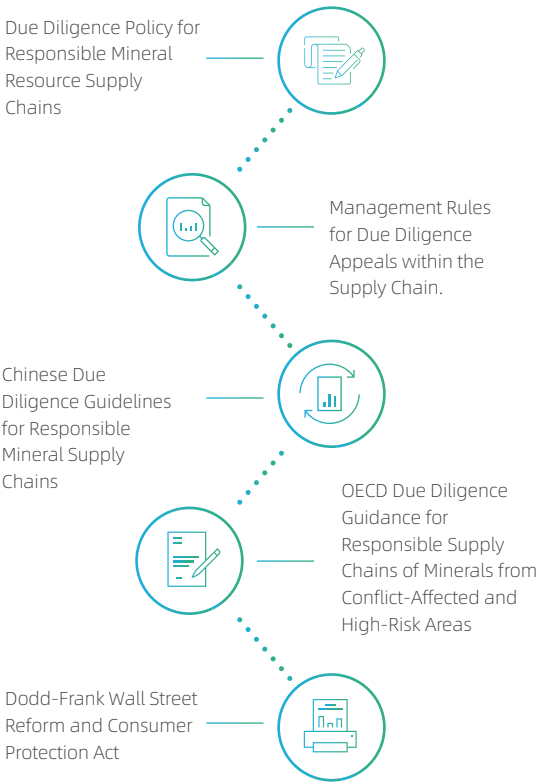 Due Diligence Policy for
Responsible Mineral
Resource Supply
Chains
Management Rules
for Due Diligence
Appeals within the
Supply Chain.
Chinese Due
Diligence Guidelines
for Responsible
Mineral Supply
Chains
OECD Due Diligence
Guidance for
Responsible Supply
Chains of Minerals from
Conflict-Affected and
High-Risk Areas
Dodd-Frank Wall Street
Reform and Consumer
Protection Act